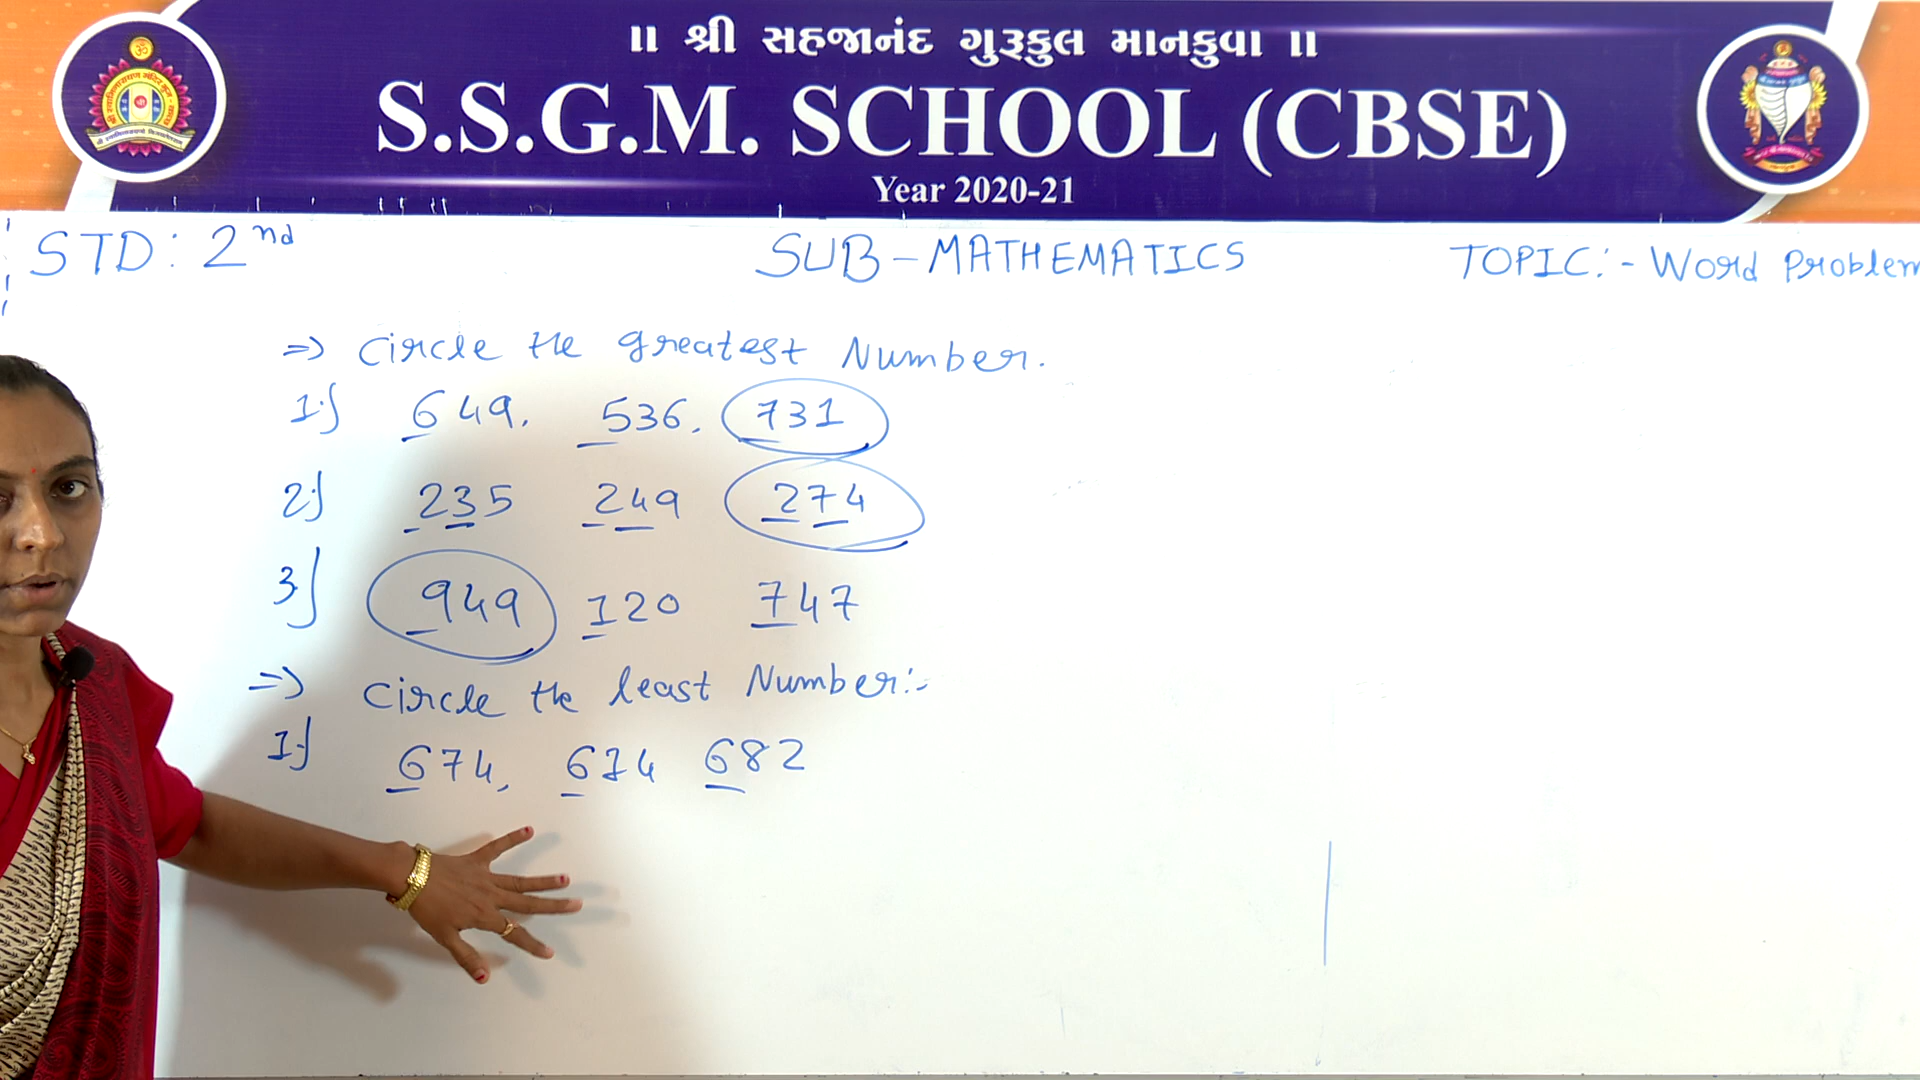 ॥ શ્રી સહજાનંદ ગુરૂકુલ માનકુવા ॥
S.S.G.M. SCHOOL (CBSE)
Year 2020-21
STD: 2nd SUB-MATHEMATICS TOPIC:- Word Problem
=> Circle the greatest Number.
1.) 649, 536, 731
2.) 235 249 274
3.) 949 120 747
=> Circle the least Number:-
1.) 674, 614 682